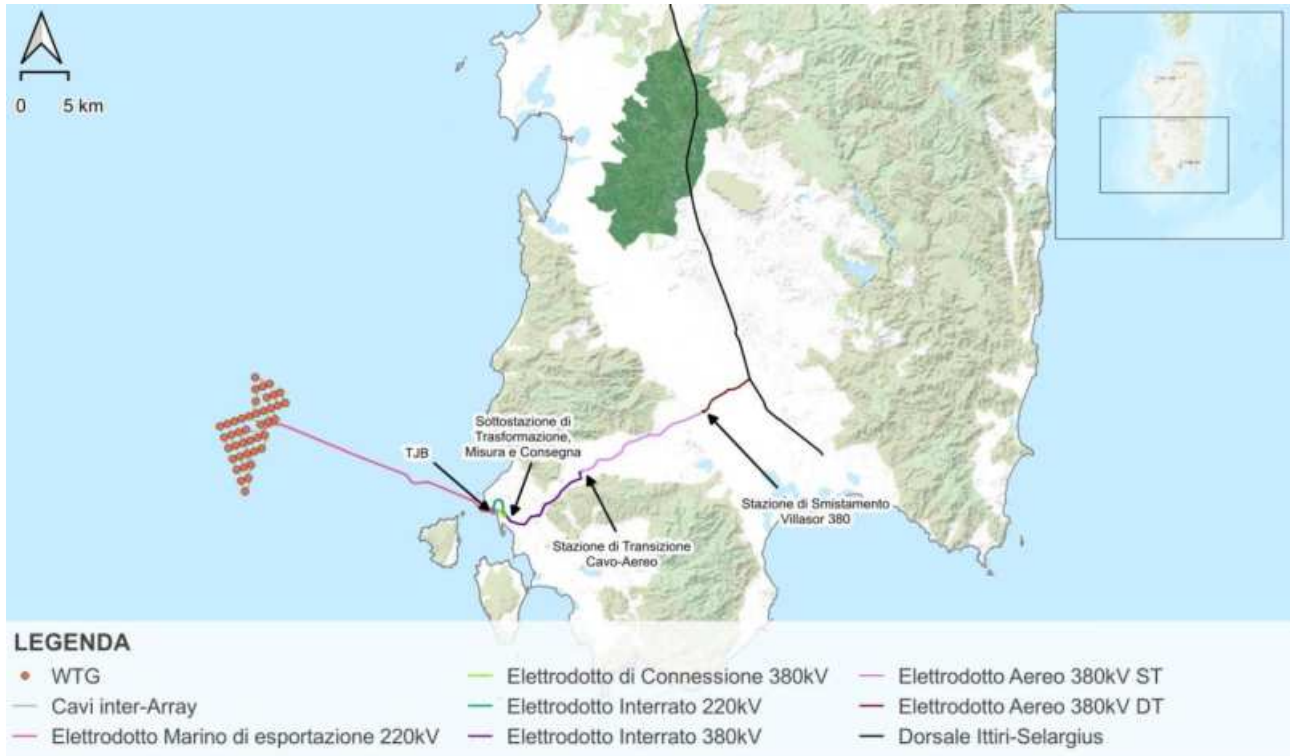 0 5 km
Sottostazione di
Trasformazione,
Misura e Consegna
TJB
Stazione di Smistamento
Villasor 380
Stazione di Transizione
Cavo-Aereo
LEGENDA
WTG
Cavi inter-Array
Elettrodotto Marino di esportazione 220kV
Elettrodotto di Connessione 380kV
Elettrodotto Interrato 220kV
Elettrodotto Interrato 380kV
Elettrodotto Aereo 380kV ST
Elettrodotto Aereo 380kV DT
Dorsale Ittiri-Selargius